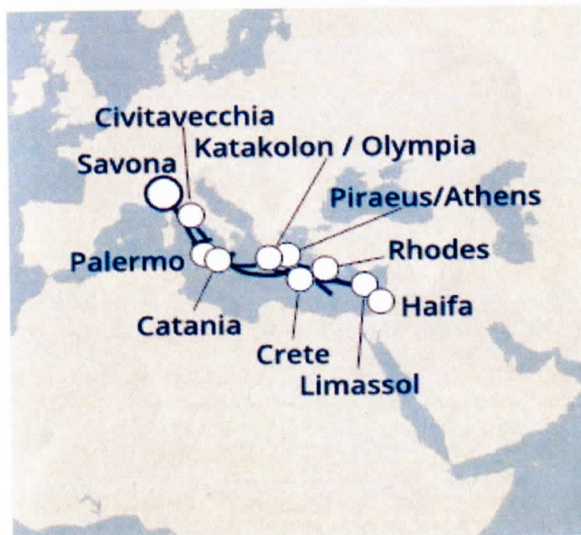 Civitavecchia
Katakolon / Olympia
Savona
Piraeus/Athens
Rhodes
Palermo
Haifa
Catania
Crete
Limassol